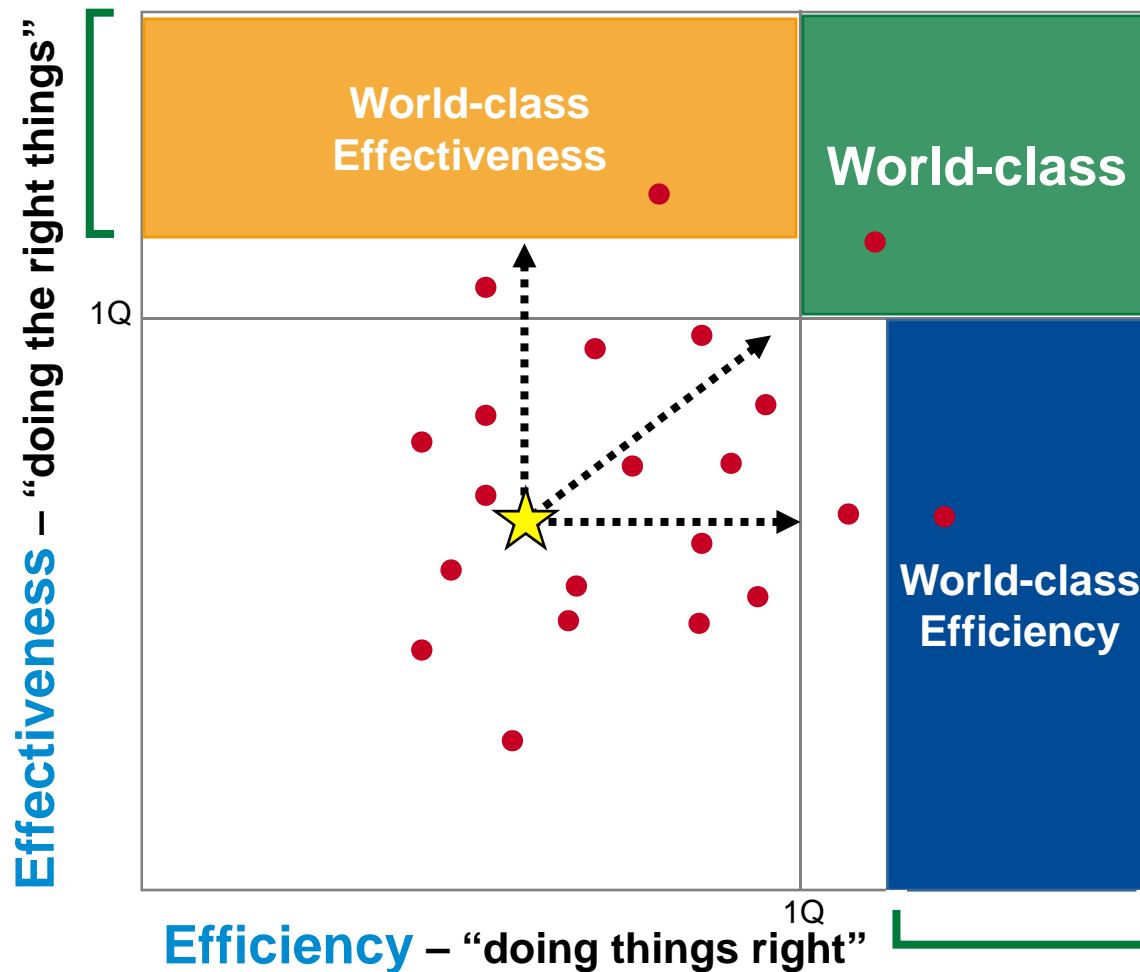 Effectiveness – “doing the right things”
World-class
Effectiveness
World-class
1Q
World-class
Efficiency
1Q
Efficiency – “doing things right”